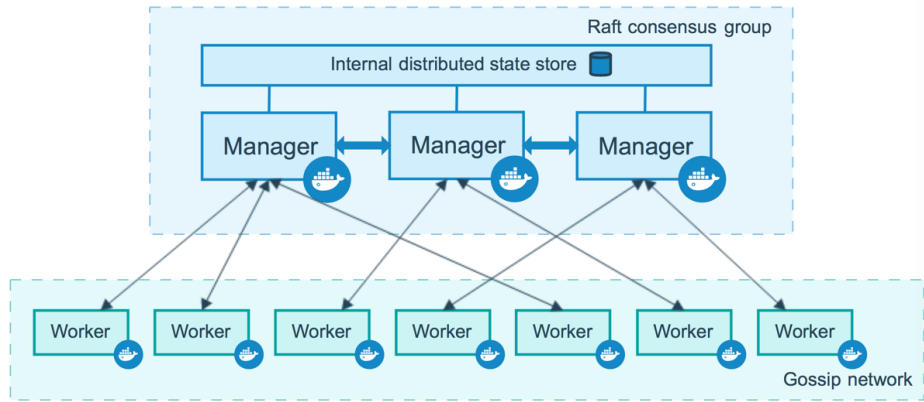 Raft consensus group
Internal distributed state store
Manager
Manager
Manager
Worker
Worker
Worker
Worker
Worker
Worker
Worker
Gossip network